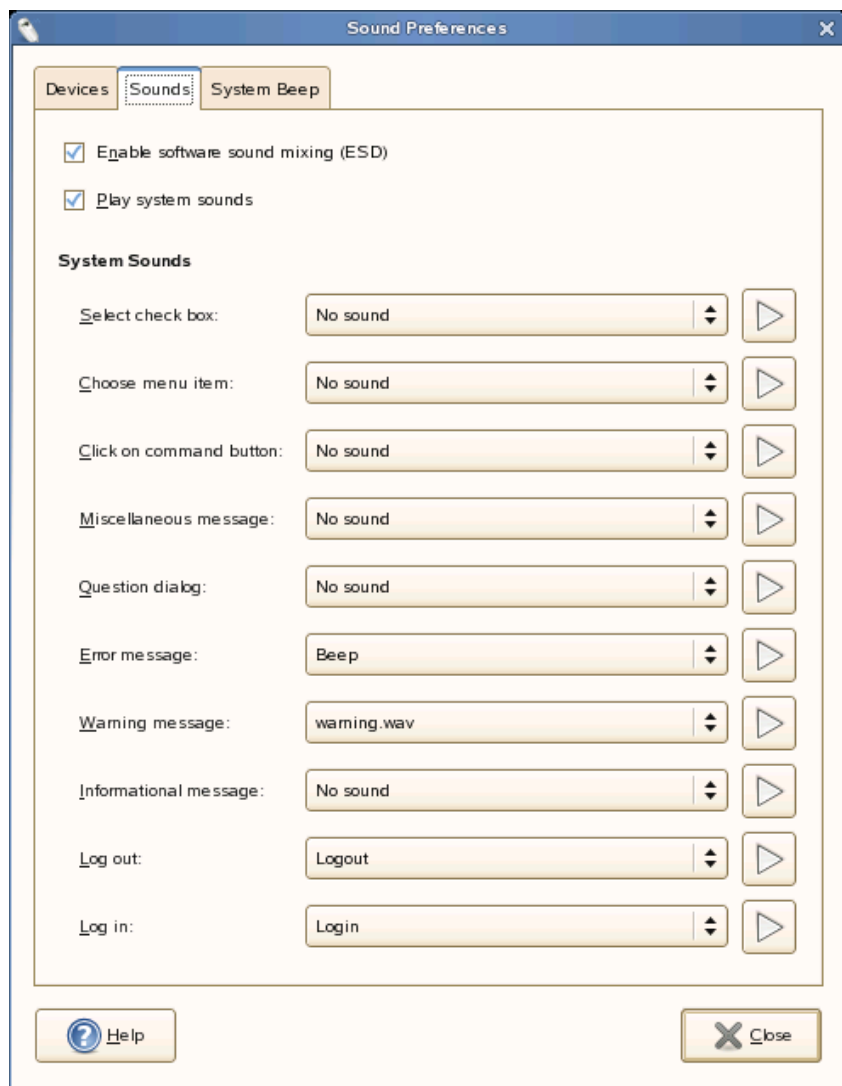 Sound Preferences
Devices Sounds System Beep
Enable software sound mixing (ESD)
Play system sounds
System Sounds
Select check box: No sound
Choose menu item: No sound
Click on command button: No sound
Miscellaneous message: No sound
Question dialog: No sound
Error message: Beep
Warning message: warning.wav
Informational message: No sound
Log out: Logout
Log in: Login
Help Close